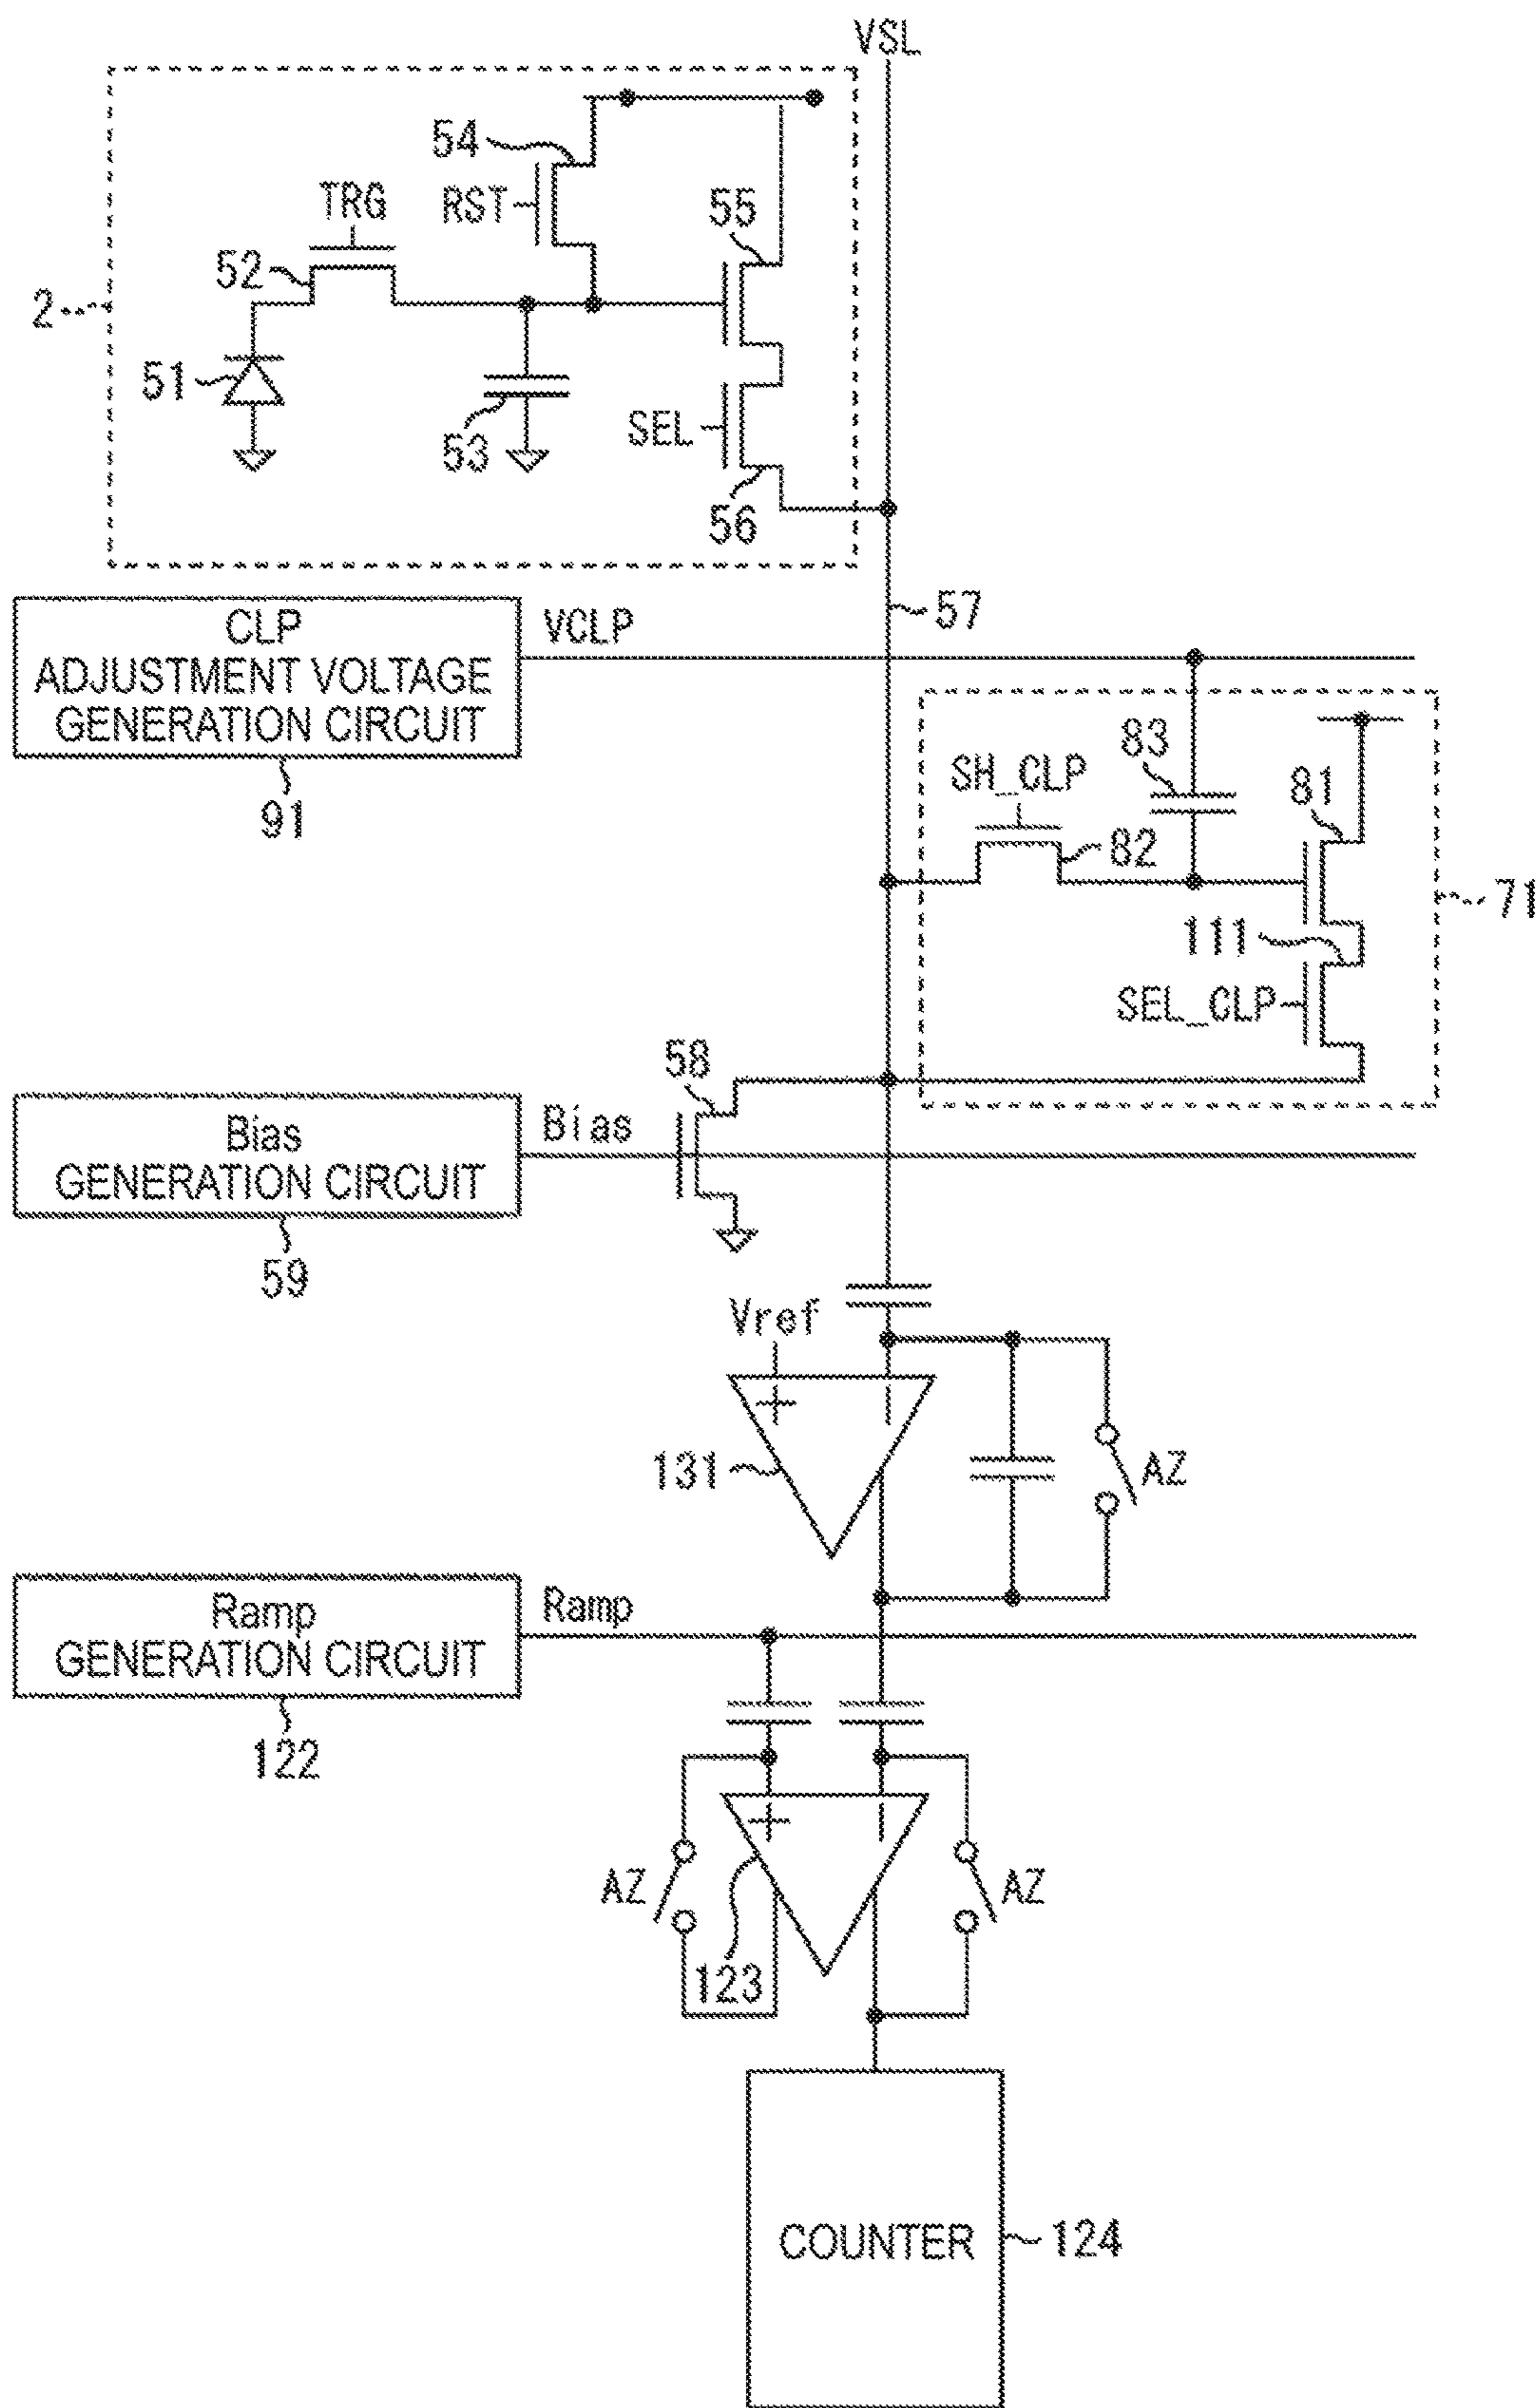 VSL
54
TRG
RST
55
52
2
51
SEL
53
56
57
CLP
ADJUSTMENT VOLTAGE
GENERATION CIRCUIT
VCLP
91
83
SH_CLP
81
82
71
111
SEL_CLP
58
Bias
GENERATION CIRCUIT
Bias
59
Vref
+
−
131
AZ
Ramp
GENERATION CIRCUIT
Ramp
122
+
−
AZ
AZ
123
COUNTER
124